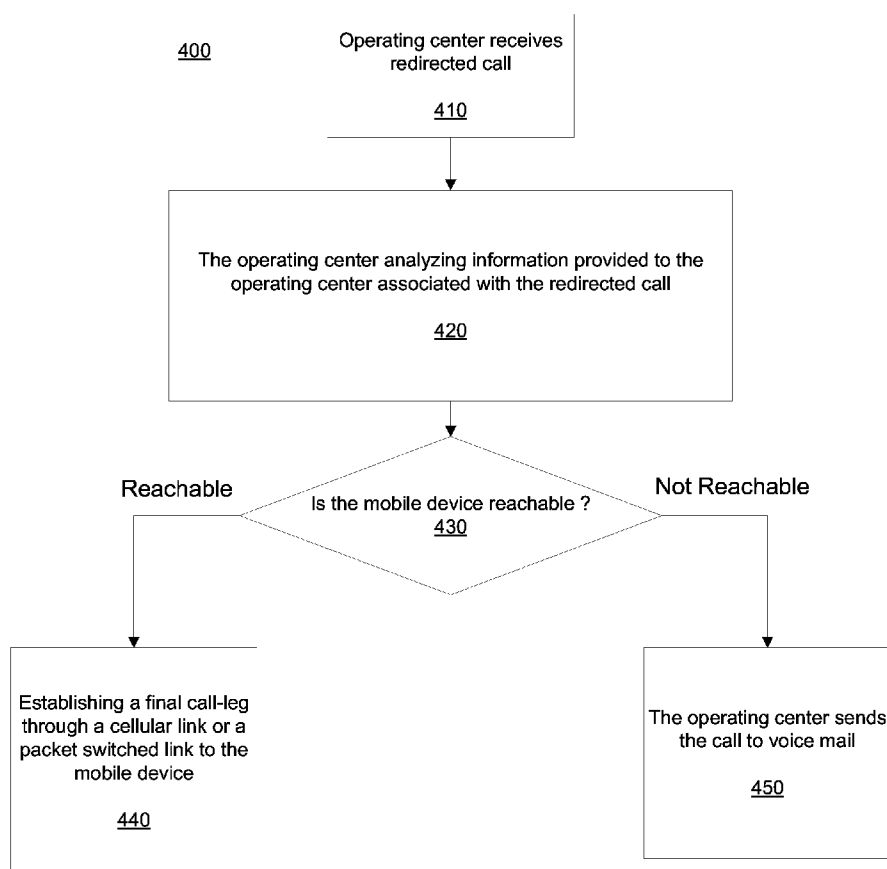 400
Operating center receives
redirected call
410
The operating center analyzing information provided to the
operating center associated with the redirected call
420
Is the mobile device reachable ?
430
Reachable
Not Reachable
Establishing a final call-leg
through a cellular link or a
packet switched link to the
mobile device
440
The operating center sends
the call to voice mail
450